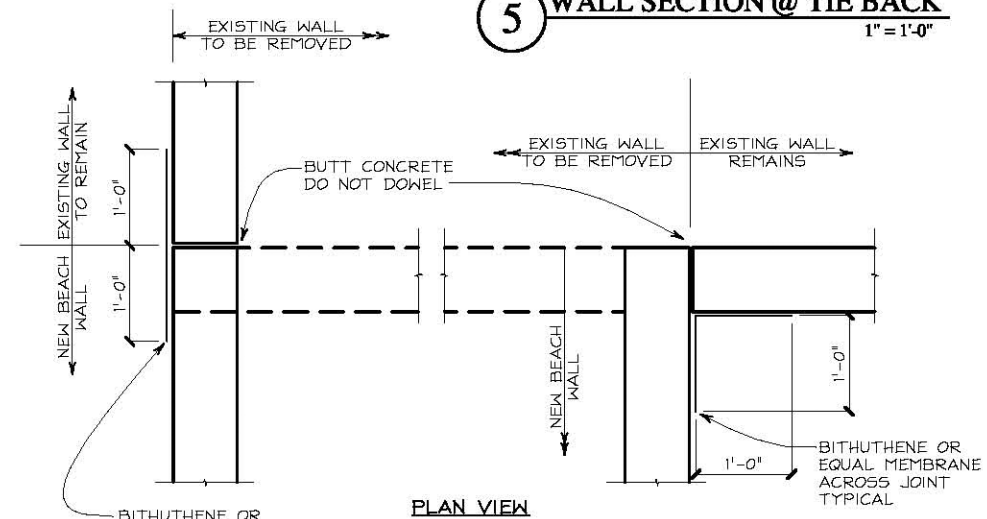 5
WALL SECTION @ TIE BACK
1" = 1'-0"
EXISTING WALL
TO BE REMOVED
EXISTING WALL
TO REMAIN
1'-0"
NEW BEACH
WALL
1'-0"
BUTT CONCRETE
DO NOT DOWEL
EXISTING WALL
TO BE REMOVED
EXISTING WALL
REMAINS
NEW BEACH
WALL
1'-0"
1'-0"
BITHUTHENE OR
EQUAL MEMBRANE
ACROSS JOINT
TYPICAL
PLAN VIEW
BITHUTHENE OR